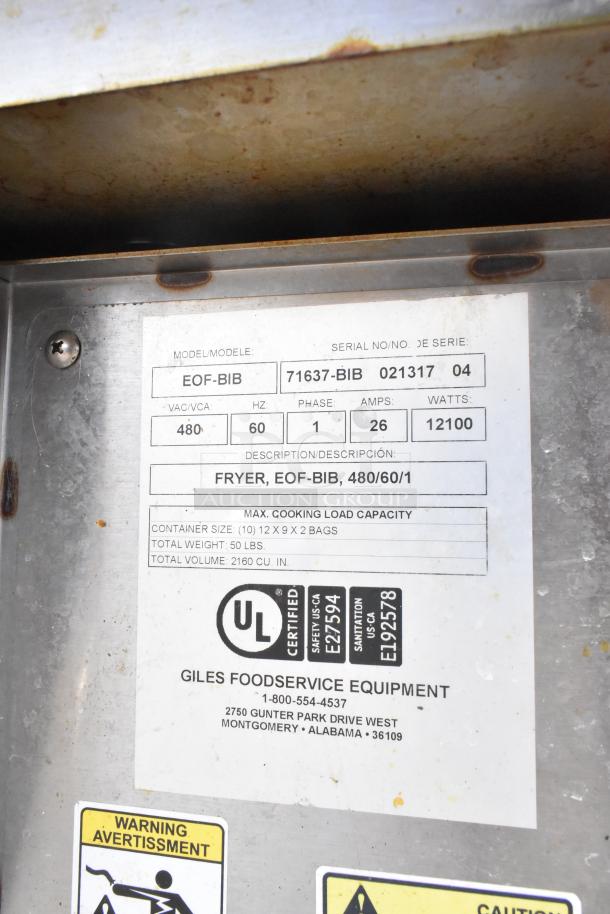 MODEL/MODELE: SERIAL NO/NO. DE SERIE:
EOF-BIB 71637-BIB 021317 04
VAC/VCA: HZ: PHASE: AMPS: WATTS:
480 60 1 26 12100
DESCRIPTION/DESCRIPCIÓN:
FRYER, EOF-BIB, 480/60/1
AUCTION GROUP
MAX. COOKING LOAD CAPACITY
CONTAINER SIZE: (10) 12 X 9 X 2 BAGS
TOTAL WEIGHT: 50 LBS.
TOTAL VOLUME: 2160 CU. IN.
UL ® CERTIFIED
SAFETY US-CA
E27594
SANITATION
US-CA
E192578
GILES FOODSERVICE EQUIPMENT
1-800-554-4537
2750 GUNTER PARK DRIVE WEST
MONTGOMERY • ALABAMA • 36109
WARNING
AVERTISSMENT
CAUTION